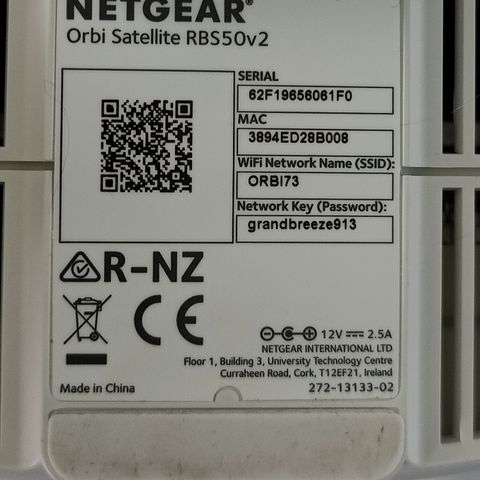 NETGEAR®
Orbi Satellite RBS50v2
SERIAL
62F19656061F0
MAC
3894ED28B008
WiFi Network Name (SSID):
ORBI73
Network Key (Password):
grandbreeze913
R-NZ
CE
12V 2.5A
NETGEAR INTERNATIONAL LTD
Floor 1, Building 3, University Technology Centre
Curraheen Road, Cork, T12EF21, Ireland
Made in China
272-13133-02